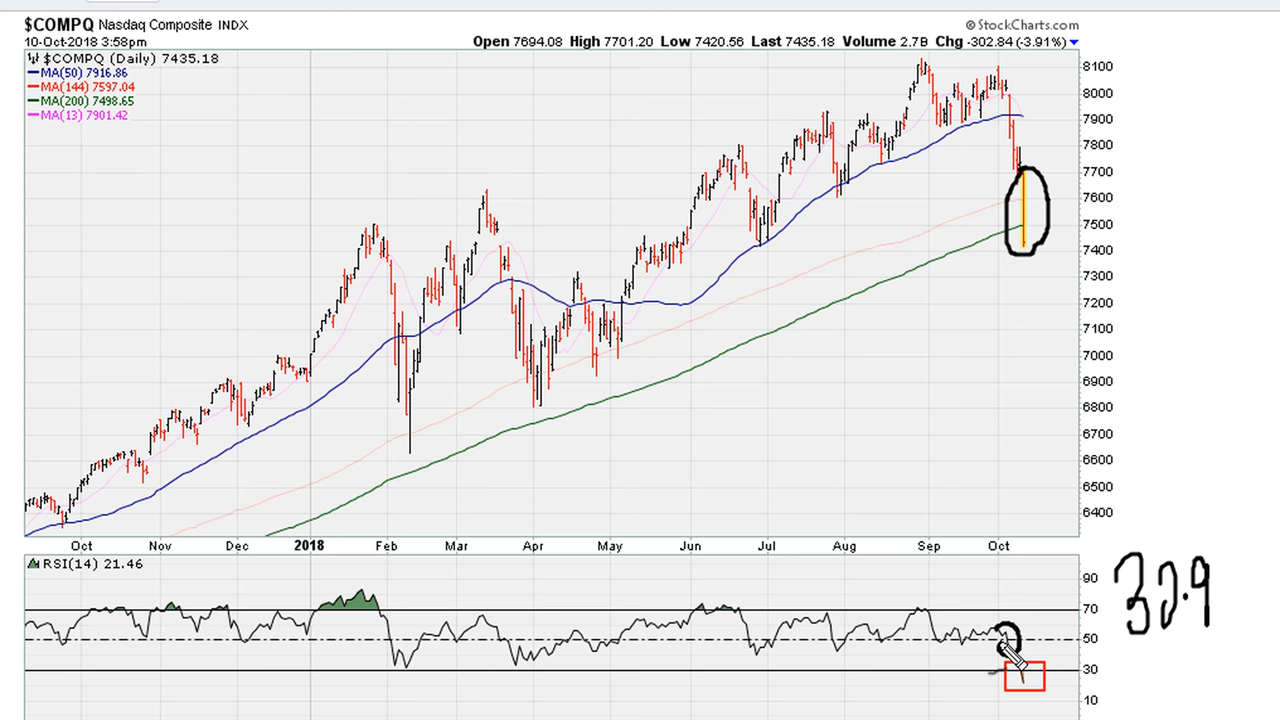 $COMPQ Nasdaq Composite INDX
© StockCharts.com
10-Oct-2018 3:58pm
Open 7694.08 High 7701.20 Low 7420.56 Last 7435.18 Volume 2.7B Chg -302.84 (-3.91%)
$COMPQ (Daily) 7435.18
MA(50) 7916.86
MA(144) 7597.04
MA(200) 7498.65
MA(13) 7901.42
8100
8000
7900
7800
7700
7600
7500
7400
7300
7200
7100
7000
6900
6800
6700
6600
6500
6400
Oct Nov Dec 2018 Feb Mar Apr May Jun Jul Aug Sep Oct
RSI(14) 21.46
90
70
50
30
10
32.9